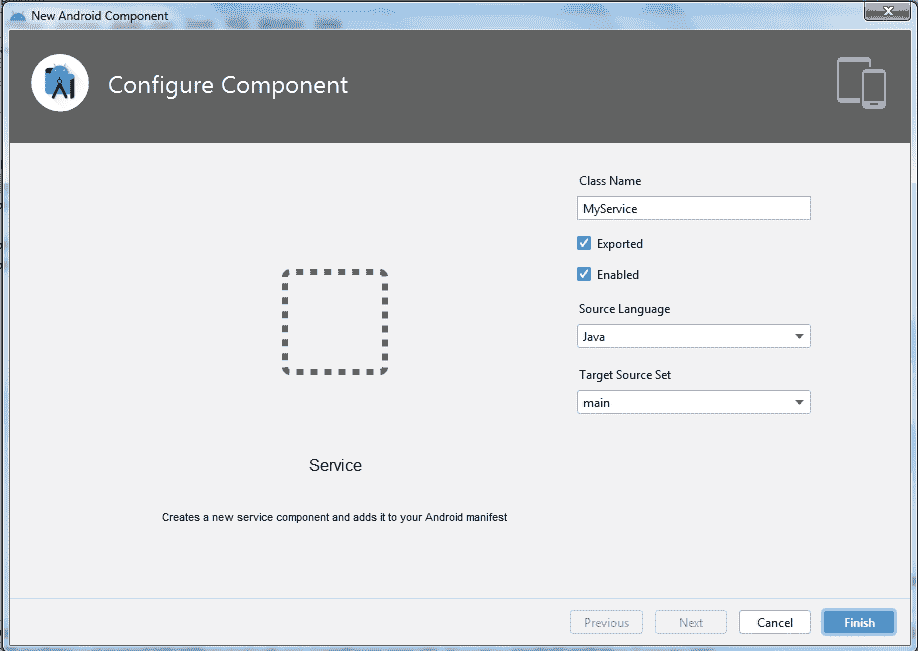 New Android Component
Configure Component
Class Name
MyService
Exported
Enabled
Source Language
Java
Target Source Set
main
Service
Creates a new service component and adds it to your Android manifest
Previous
Next
Cancel
Finish